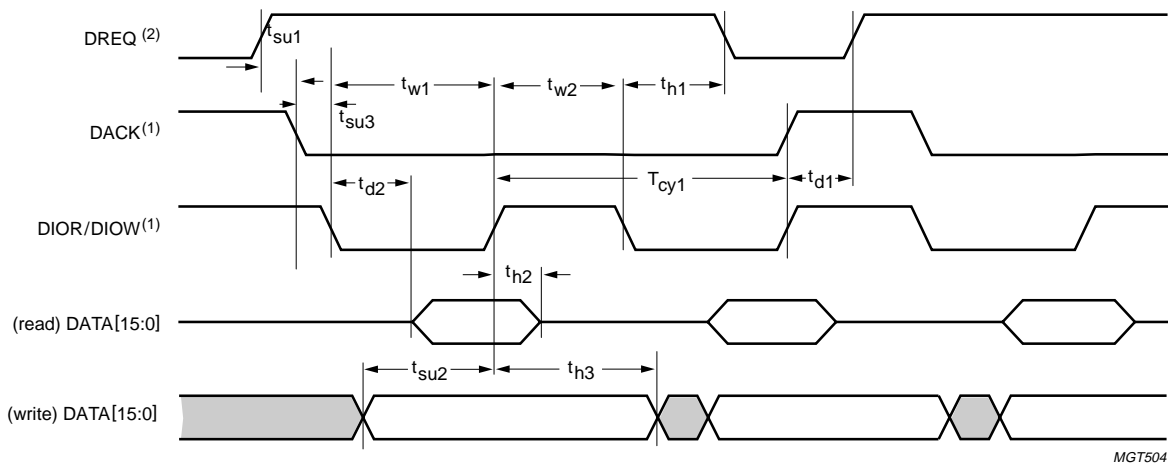 DREQ (2)
t su1
t w1
t w2
t h1
DACK (1)
t su3
t d2
T cy1
t d1
DIOR/DIOW (1)
t h2
(read) DATA[15:0]
t su2
t h3
(write) DATA[15:0]
MGT504